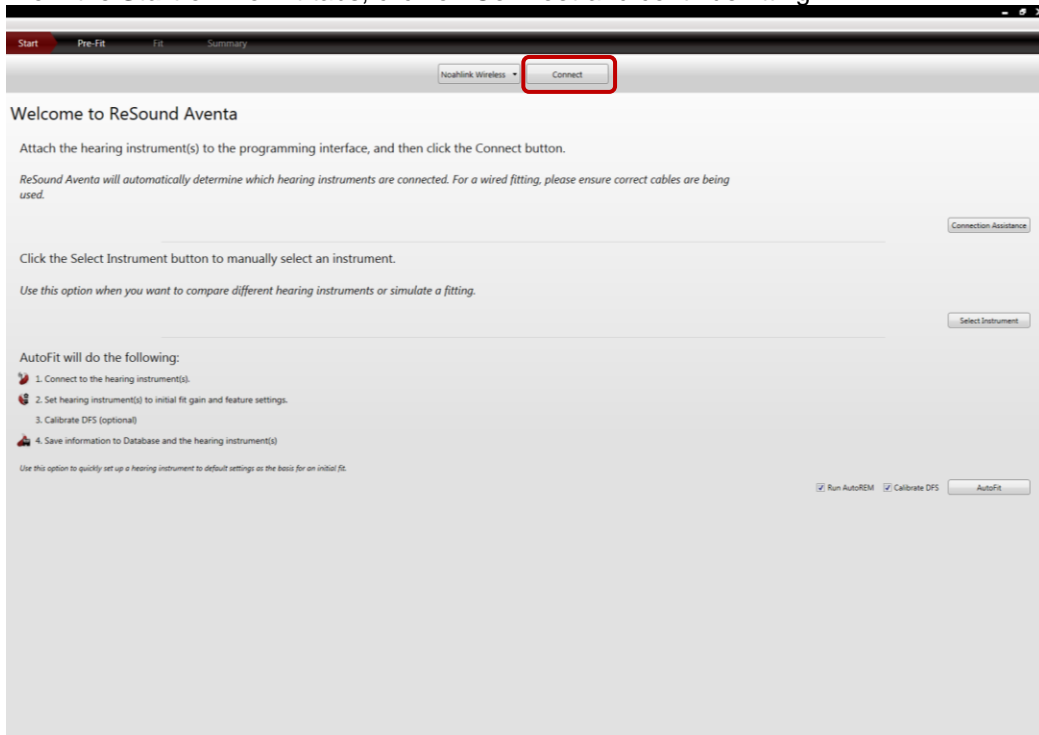 Start Pre-Fit Fit Summary
Noahlink Wireless Connect
Welcome to ReSound Aventa
Attach the hearing instrument(s) to the programming interface, and then click the Connect button.
ReSound Aventa will automatically determine which hearing instruments are connected. For a wired fitting, please ensure correct cables are being
used.
Connection Assistance
Click the Select Instrument button to manually select an instrument.
Use this option when you want to compare different hearing instruments or simulate a fitting.
Select Instrument
AutoFit will do the following:
1. Connect to the hearing instrument(s).
2. Set hearing instrument(s) to initial fit gain and feature settings.
3. Calibrate DFS (optional)
4. Save information to Database and the hearing instrument(s)
Use this option to quickly set up a hearing instrument to default settings as the basis for an initial fit.
Run AutoREM Calibrate DFS AutoFit